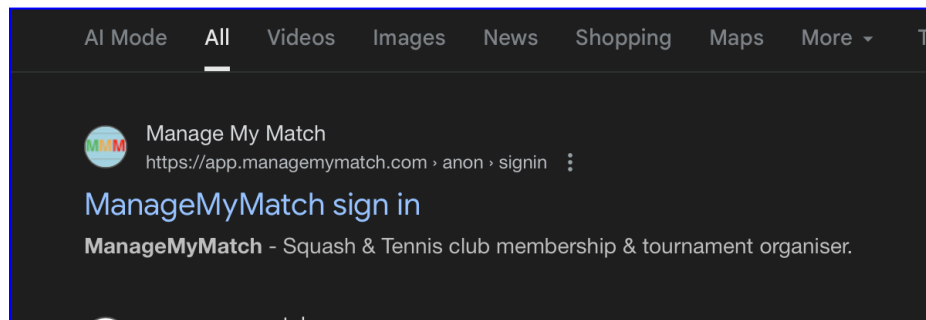 AI Mode All Videos Images News Shopping Maps More
MMM
Manage My Match
https://app.managemymatch.com › anon › signin
ManageMyMatch sign in
ManageMyMatch - Squash & Tennis club membership & tournament organiser.